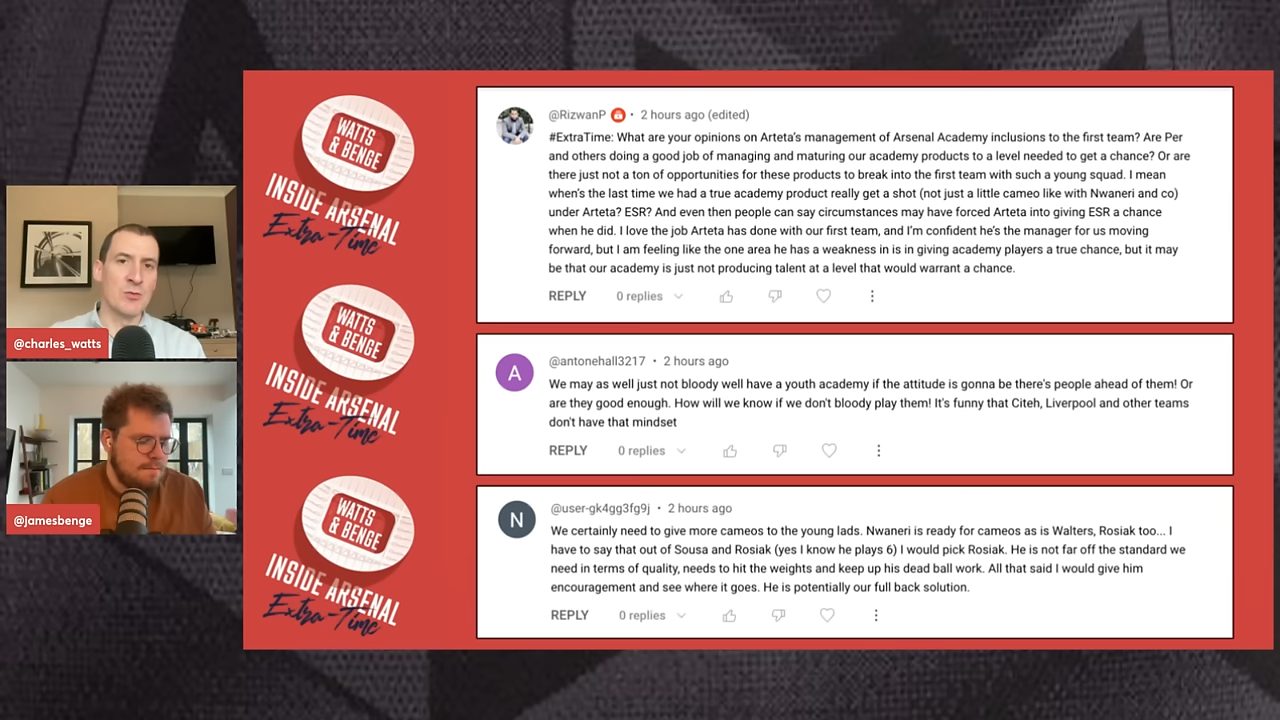 WATTS
& BENGE
INSIDE ARSENAL
Extra-Time
WATTS
& BENGE
INSIDE ARSENAL
Extra-Time
WATTS
& BENGE
INSIDE ARSENAL
Extra-Time
@charles_watts
@jamesbenge
@RizwanP • 2 hours ago (edited)
#ExtraTime: What are your opinions on Arteta's management of Arsenal Academy inclusions to the first team? Are Per
and others doing a good job of managing and maturing our academy products to a level needed to get a chance? Or are
there just not a ton of opportunities for these products to break into the first team with such a young squad. I mean
when's the last time we had a true academy product really get a shot (not just a little cameo like with Nwaneri and co)
under Arteta? ESR? And even then people can say circumstances may have forced Arteta into giving ESR a chance
when he did. I love the job Arteta has done with our first team, and I'm confident he's the manager for us moving
forward, but I am feeling like the one area he has a weakness in is in giving academy players a true chance, but it may
be that our academy is just not producing talent at a level that would warrant a chance.
REPLY 0 replies
A
@antonehall3217 • 2 hours ago
We may as well just not bloody well have a youth academy if the attitude is gonna be there's people ahead of them! Or
are they good enough. How will we know if we don't bloody play them! It's funny that Citeh, Liverpool and other teams
don't have that mindset
REPLY 0 replies
N
@user-gk4gg3fg9j • 2 hours ago
We certainly need to give more cameos to the young lads. Nwaneri is ready for cameos as is Walters, Rosiak too... I
have to say that out of Sousa and Rosiak (yes I know he plays 6) I would pick Rosiak. He is not far off the standard we
need in terms of quality, needs to hit the weights and keep up his dead ball work. All that said I would give him
encouragement and see where it goes. He is potentially our full back solution.
REPLY 0 replies